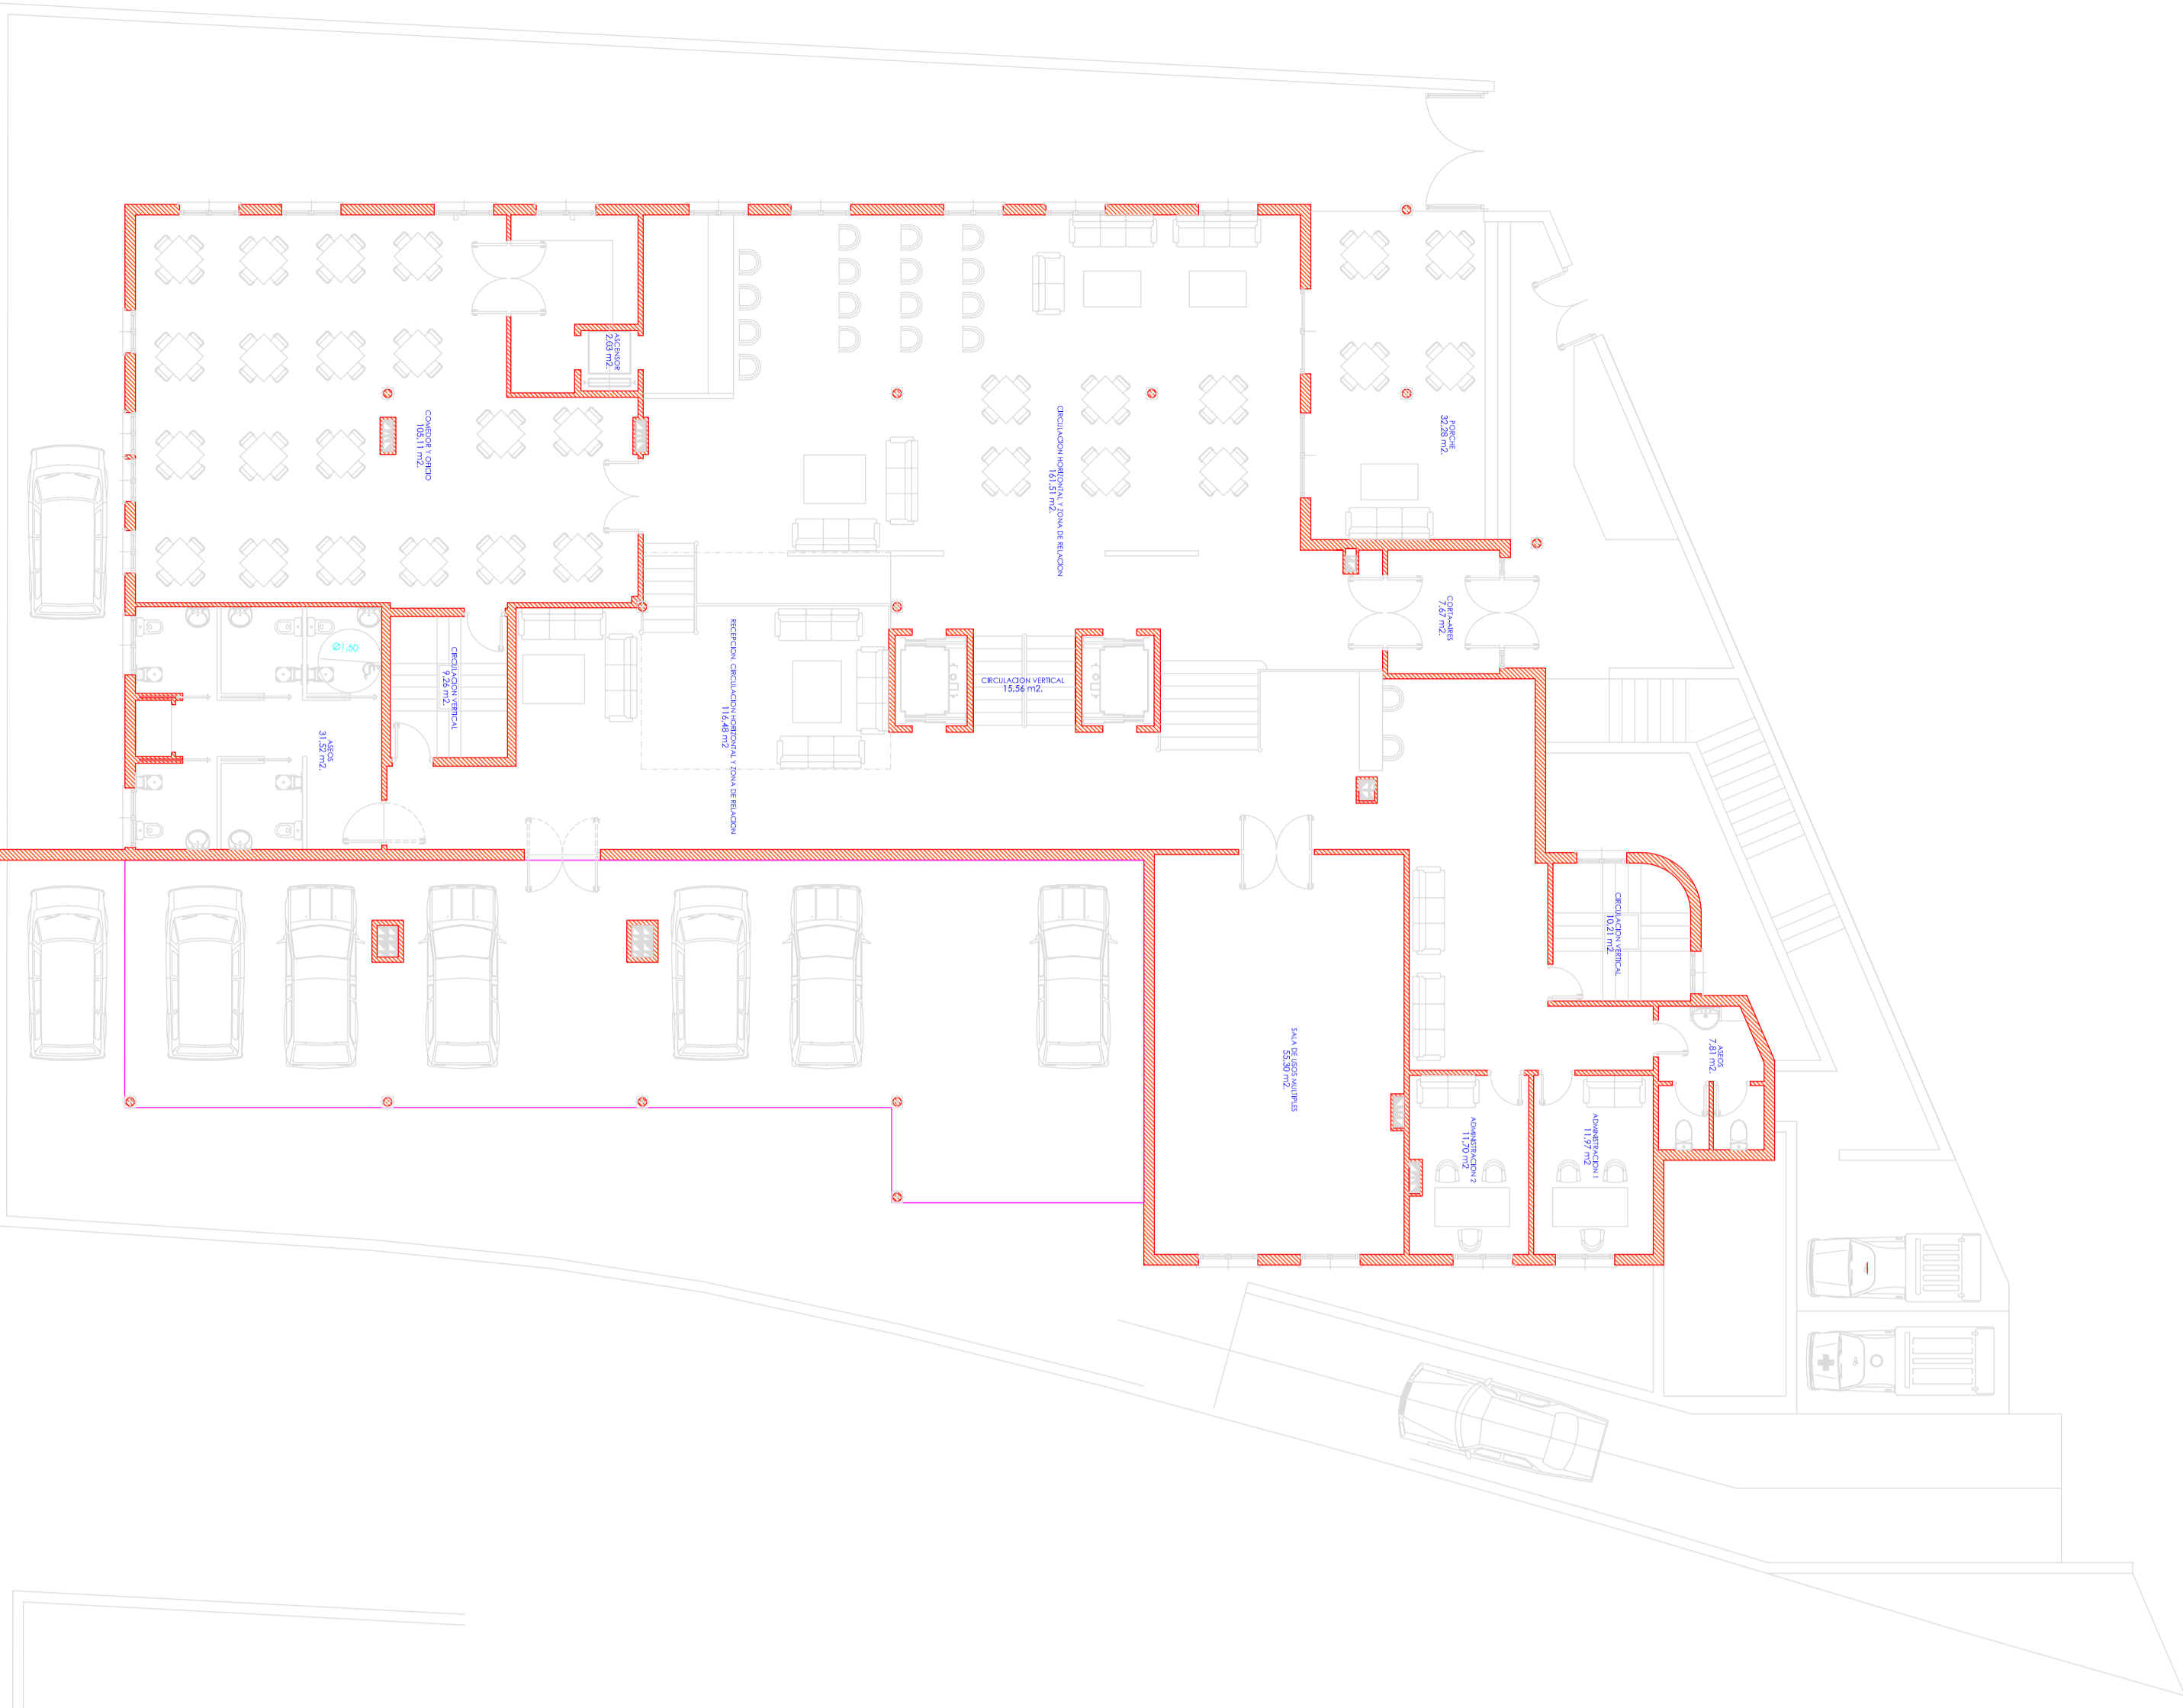 ASCENSOR
2,03 m2.
COMEDOR Y OFICIO
105,11 m2.
CIRCULACION HORIZONTAL Y ZONA DE RELACION
161,51 m2.
PORCHE
32,28 m2.
CORTA-AIRES
7,67 m2.
Ø1,50
CIRCULACION VERTICAL
9,26 m2.
RECEPCION. CIRCULACION HORIZONTAL Y ZONA DE RELACION
116,48 m2
CIRCULACION VERTICAL
15,56 m2.
ASEOS
31,52 m2.
CIRCULACION VERTICAL
10,21 m2.
SALA DE USOS MULTIPLES
55,30 m2.
ASEOS
7,81 m2.
ADMINISTRACION 2
11,70 m2
ADMINISTRACION 1
11,97 m2